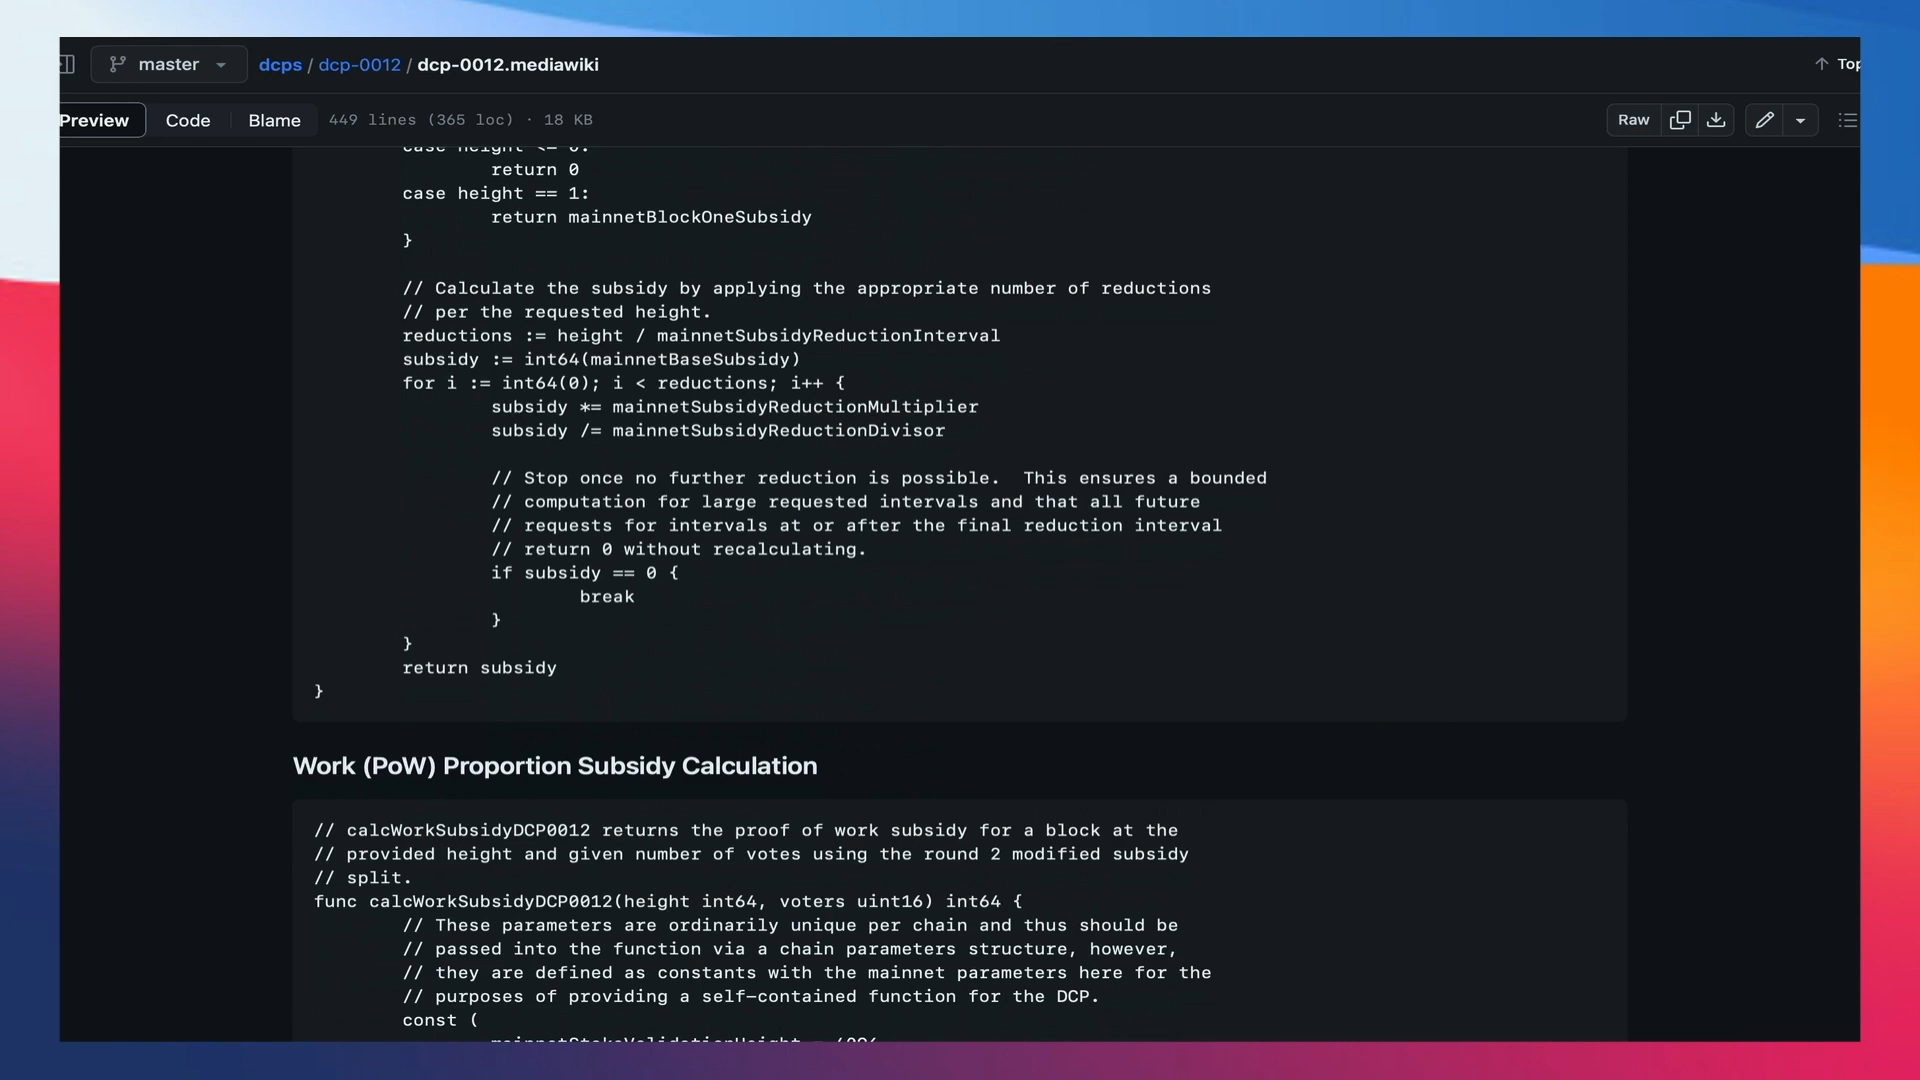 master
dcps / dcp-0012 / dcp-0012.mediawiki
Top
Preview
Code
Blame
449 lines (365 loc) · 18 KB
Raw
case height <= 0:
return 0
case height == 1:
return mainnetBlockOneSubsidy
}
// Calculate the subsidy by applying the appropriate number of reductions
// per the requested height.
reductions := height / mainnetSubsidyReductionInterval
subsidy := int64(mainnetBaseSubsidy)
for i := int64(0); i < reductions; i++ {
subsidy *= mainnetSubsidyReductionMultiplier
subsidy /= mainnetSubsidyReductionDivisor
// Stop once no further reduction is possible.  This ensures a bounded
// computation for large requested intervals and that all future
// requests for intervals at or after the final reduction interval
// return 0 without recalculating.
if subsidy == 0 {
break
}
}
return subsidy
}
Work (PoW) Proportion Subsidy Calculation
// calcWorkSubsidyDCP0012 returns the proof of work subsidy for a block at the
// provided height and given number of votes using the round 2 modified subsidy
// split.
func calcWorkSubsidyDCP0012(height int64, voters uint16) int64 {
// These parameters are ordinarily unique per chain and thus should be
// passed into the function via a chain parameters structure, however,
// they are defined as constants with the mainnet parameters here for the
// purposes of providing a self-contained function for the DCP.
const (
mainnetStakeValidationHeight = 4096